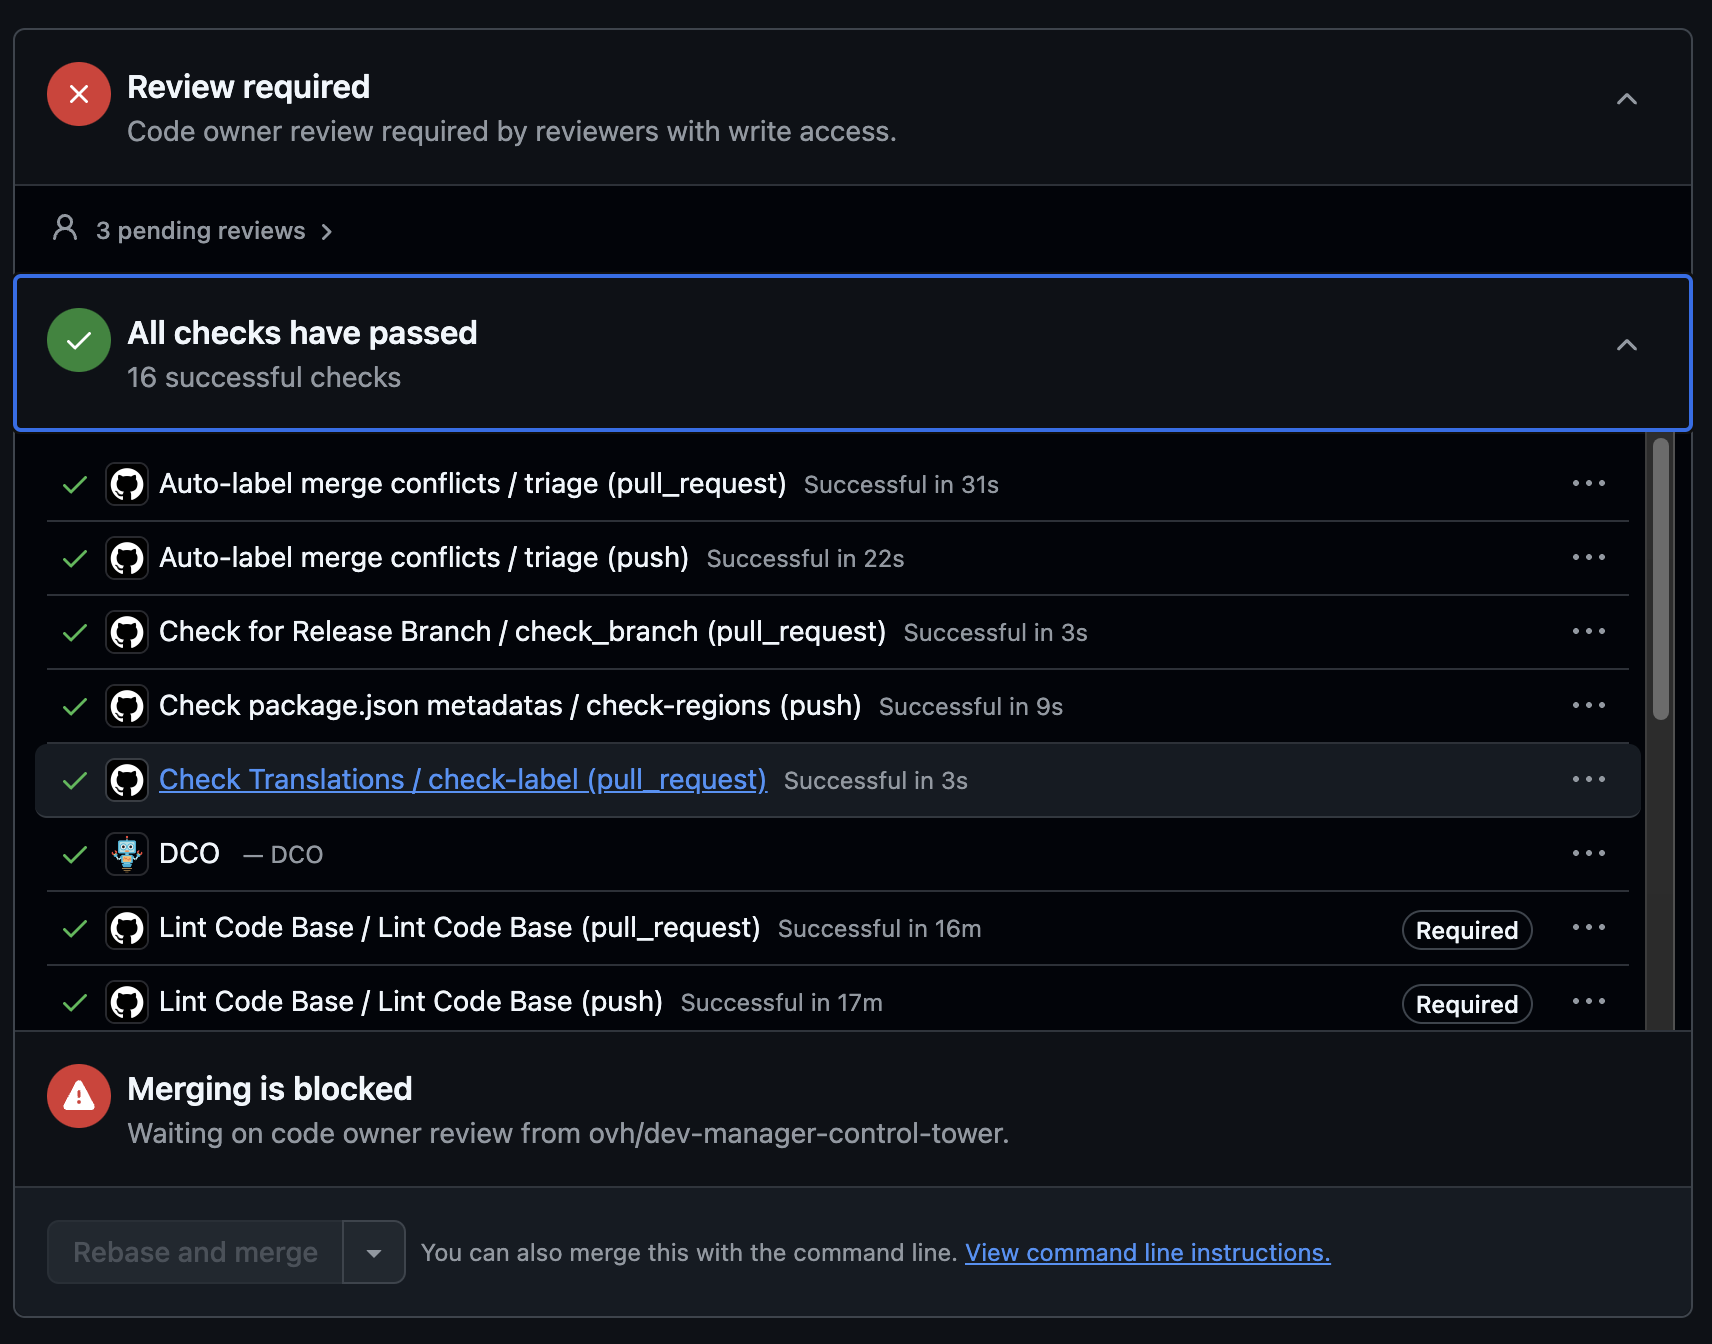 Review required
Code owner review required by reviewers with write access.
3 pending reviews
All checks have passed
16 successful checks
Auto-label merge conflicts / triage (pull_request) Successful in 31s
Auto-label merge conflicts / triage (push) Successful in 22s
Check for Release Branch / check_branch (pull_request) Successful in 3s
Check package.json metadatas / check-regions (push) Successful in 9s
Check Translations / check-label (pull_request) Successful in 3s
DCO — DCO
Lint Code Base / Lint Code Base (pull_request) Successful in 16m Required
Lint Code Base / Lint Code Base (push) Successful in 17m Required
Merging is blocked
Waiting on code owner review from ovh/dev-manager-control-tower.
Rebase and merge You can also merge this with the command line. View command line instructions.